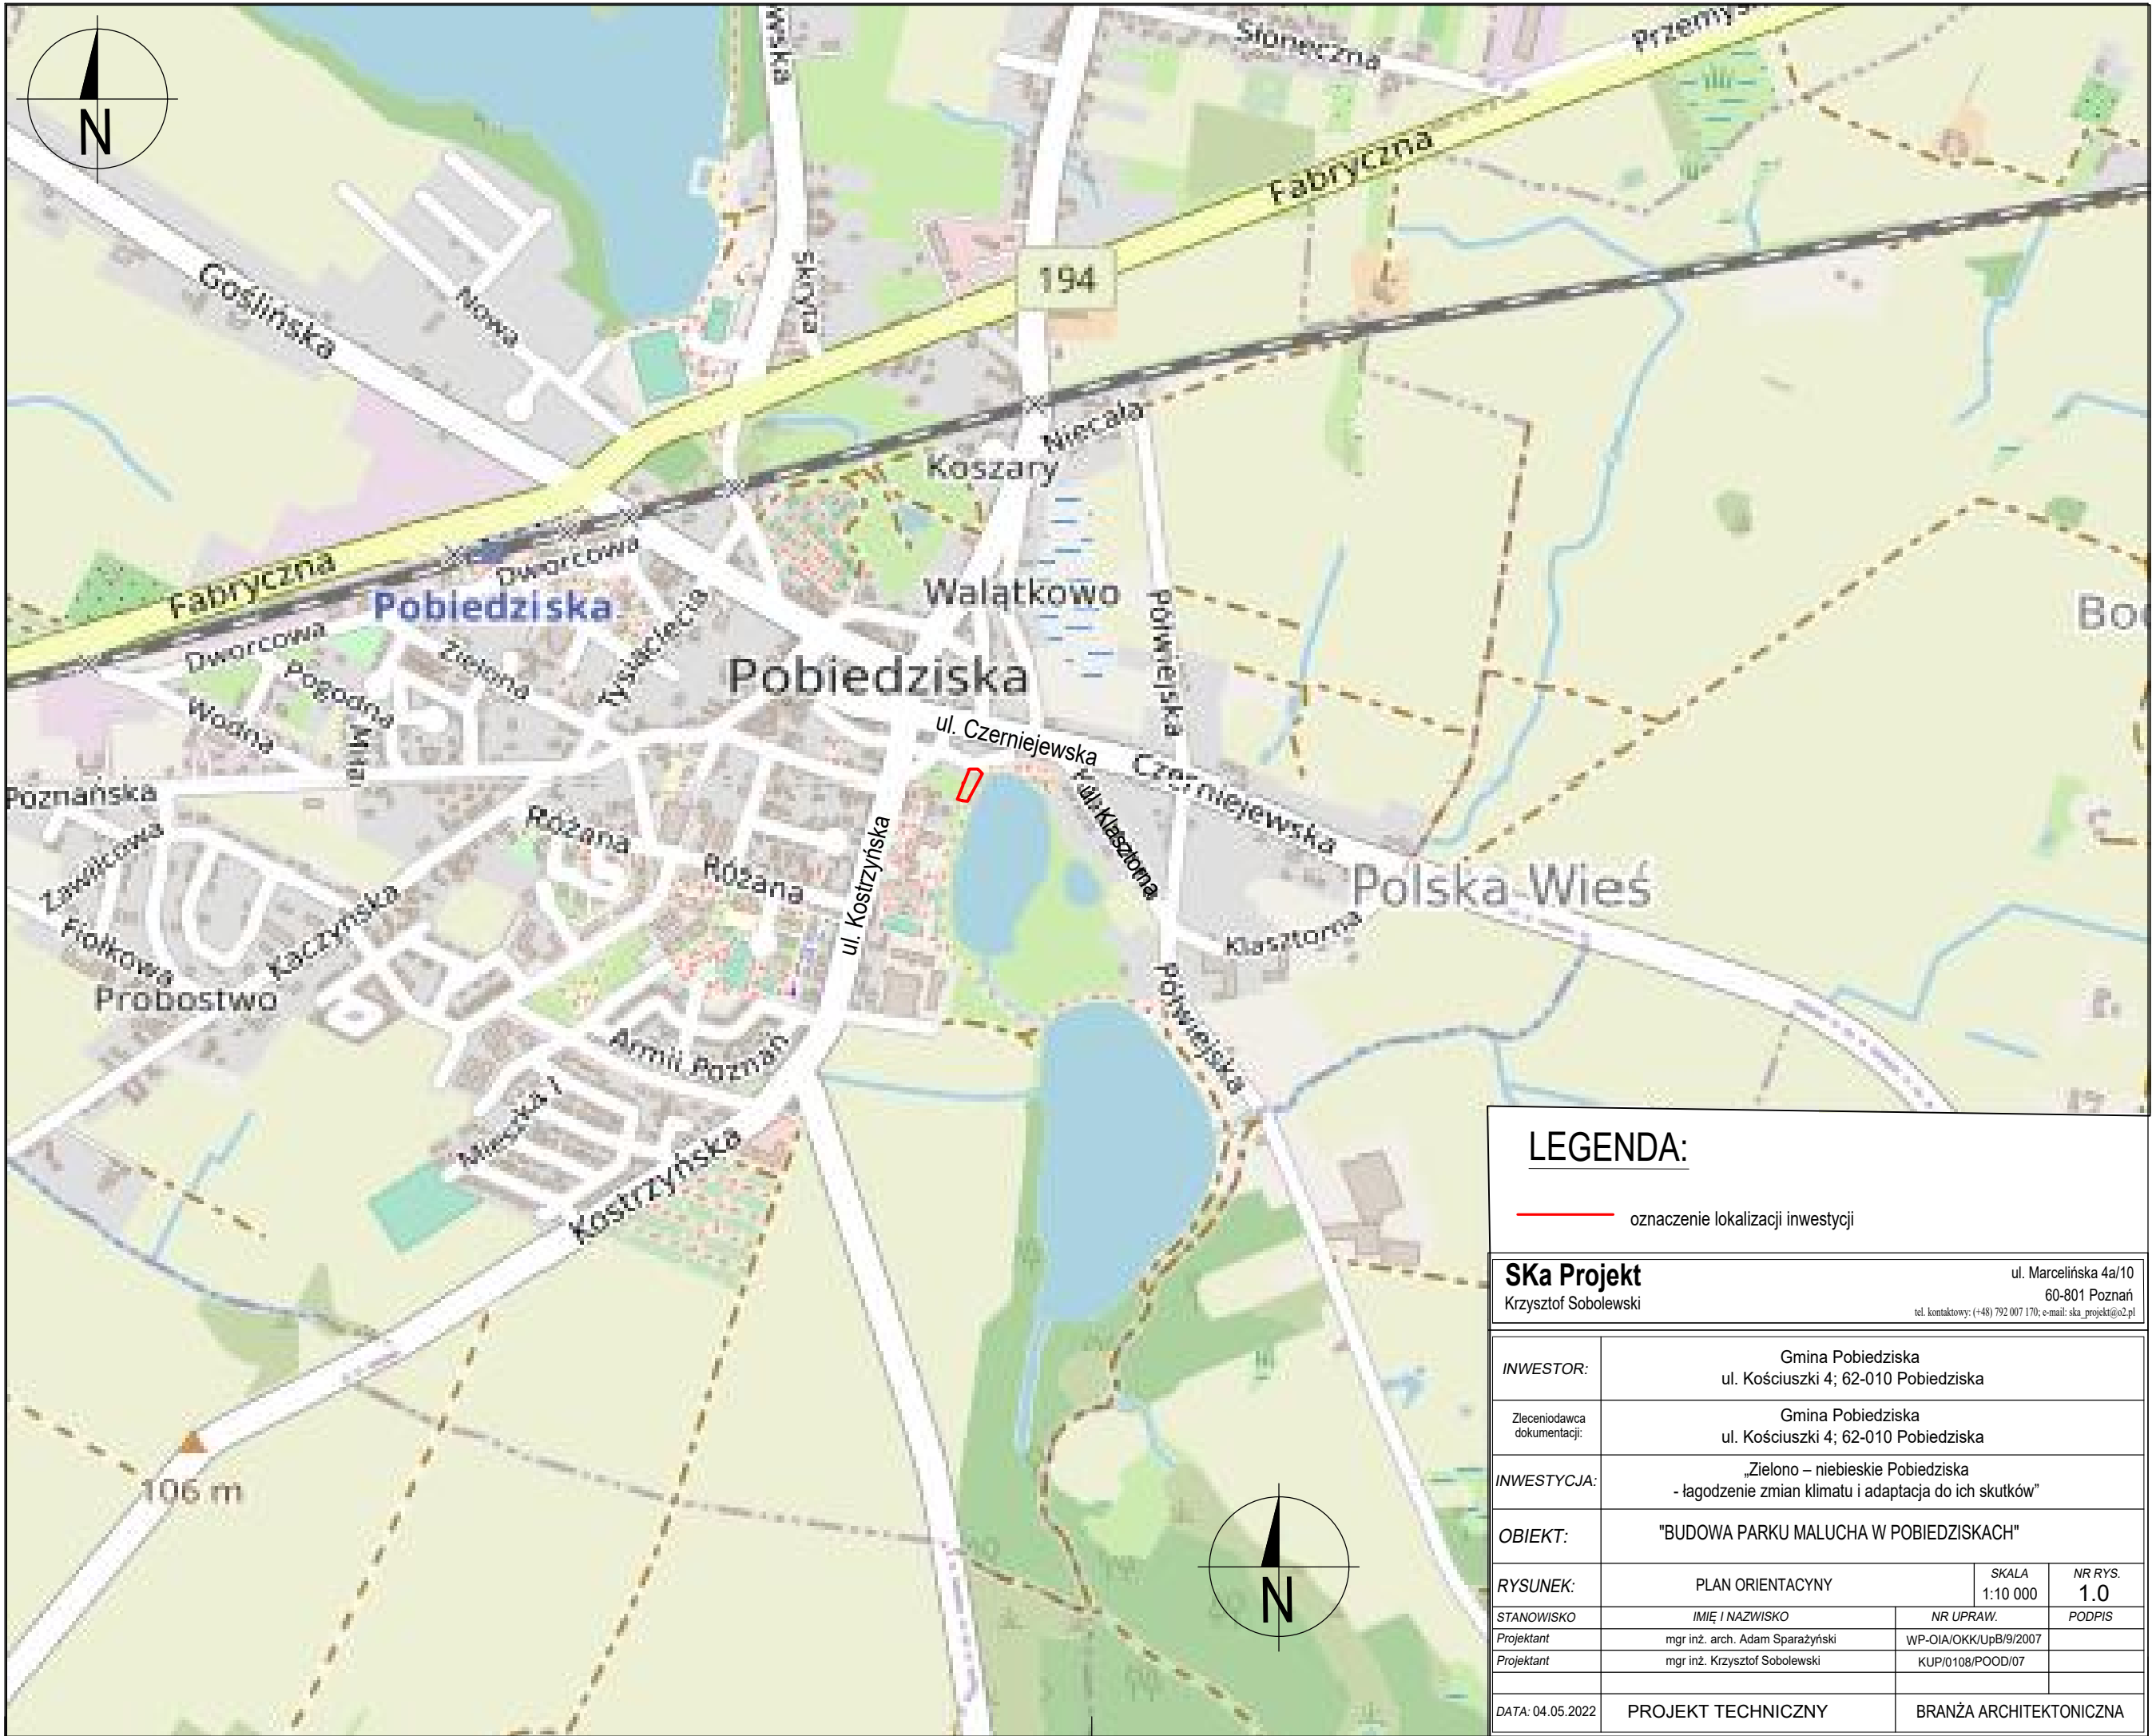 N
Słoneczna
Skryta
Fabryczna
194
Goślińska
Nowa
Niecała
Koszary
Fabryczna
Dworcowa
Pobiedziska
Walątkowo
Dworcowa
Zielona
Tysiąclecia
Półwiejska
Pogodna
Pobiedziska
Wodna
Miła
ul. Czerniejewska
Czerniejewska
Poznańska
ul. Klasztorna
Różana
Różana
ul. Kostrzyńska
Zawilcowa
Kaczyńska
Polska Wieś
Fiołkowa
Klasztorna
Probostwo
Półwiejska
Armii Poznań
Mieszka I
Kostrzyńska
106 m
N
LEGENDA:
oznaczenie lokalizacji inwestycji
SKa Projekt
Krzysztof Sobolewski
ul. Marcelińska 4a/10
60-801 Poznań
tel. kontaktowy: (+48) 792 007 170; e-mail: ska_projekt@o2.pl
INWESTOR:
Gmina Pobiedziska
ul. Kościuszki 4; 62-010 Pobiedziska
Zleceniodawca
dokumentacji:
Gmina Pobiedziska
ul. Kościuszki 4; 62-010 Pobiedziska
INWESTYCJA:
„Zielono – niebieskie Pobiedziska
- łagodzenie zmian klimatu i adaptacja do ich skutków”
OBIEKT:
"BUDOWA PARKU MALUCHA W POBIEDZISKACH"
RYSUNEK:
PLAN ORIENTACYNY
SKALA
1:10 000
NR RYS.
1.0
STANOWISKO IMIĘ I NAZWISKO NR UPRAW. PODPIS
Projektant mgr inż. arch. Adam Sparażyński WP-OIA/OKK/UpB/9/2007
Projektant mgr inż. Krzysztof Sobolewski KUP/0108/POOD/07
DATA: 04.05.2022 PROJEKT TECHNICZNY BRANŻA ARCHITEKTONICZNA